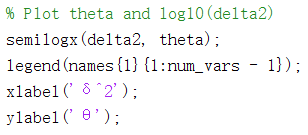 % Plot theta and log10(delta2)
semilogx(delta2, theta);
legend(names{1}{1:num_vars - 1});
xlabel('δ^2');
ylabel('θ');